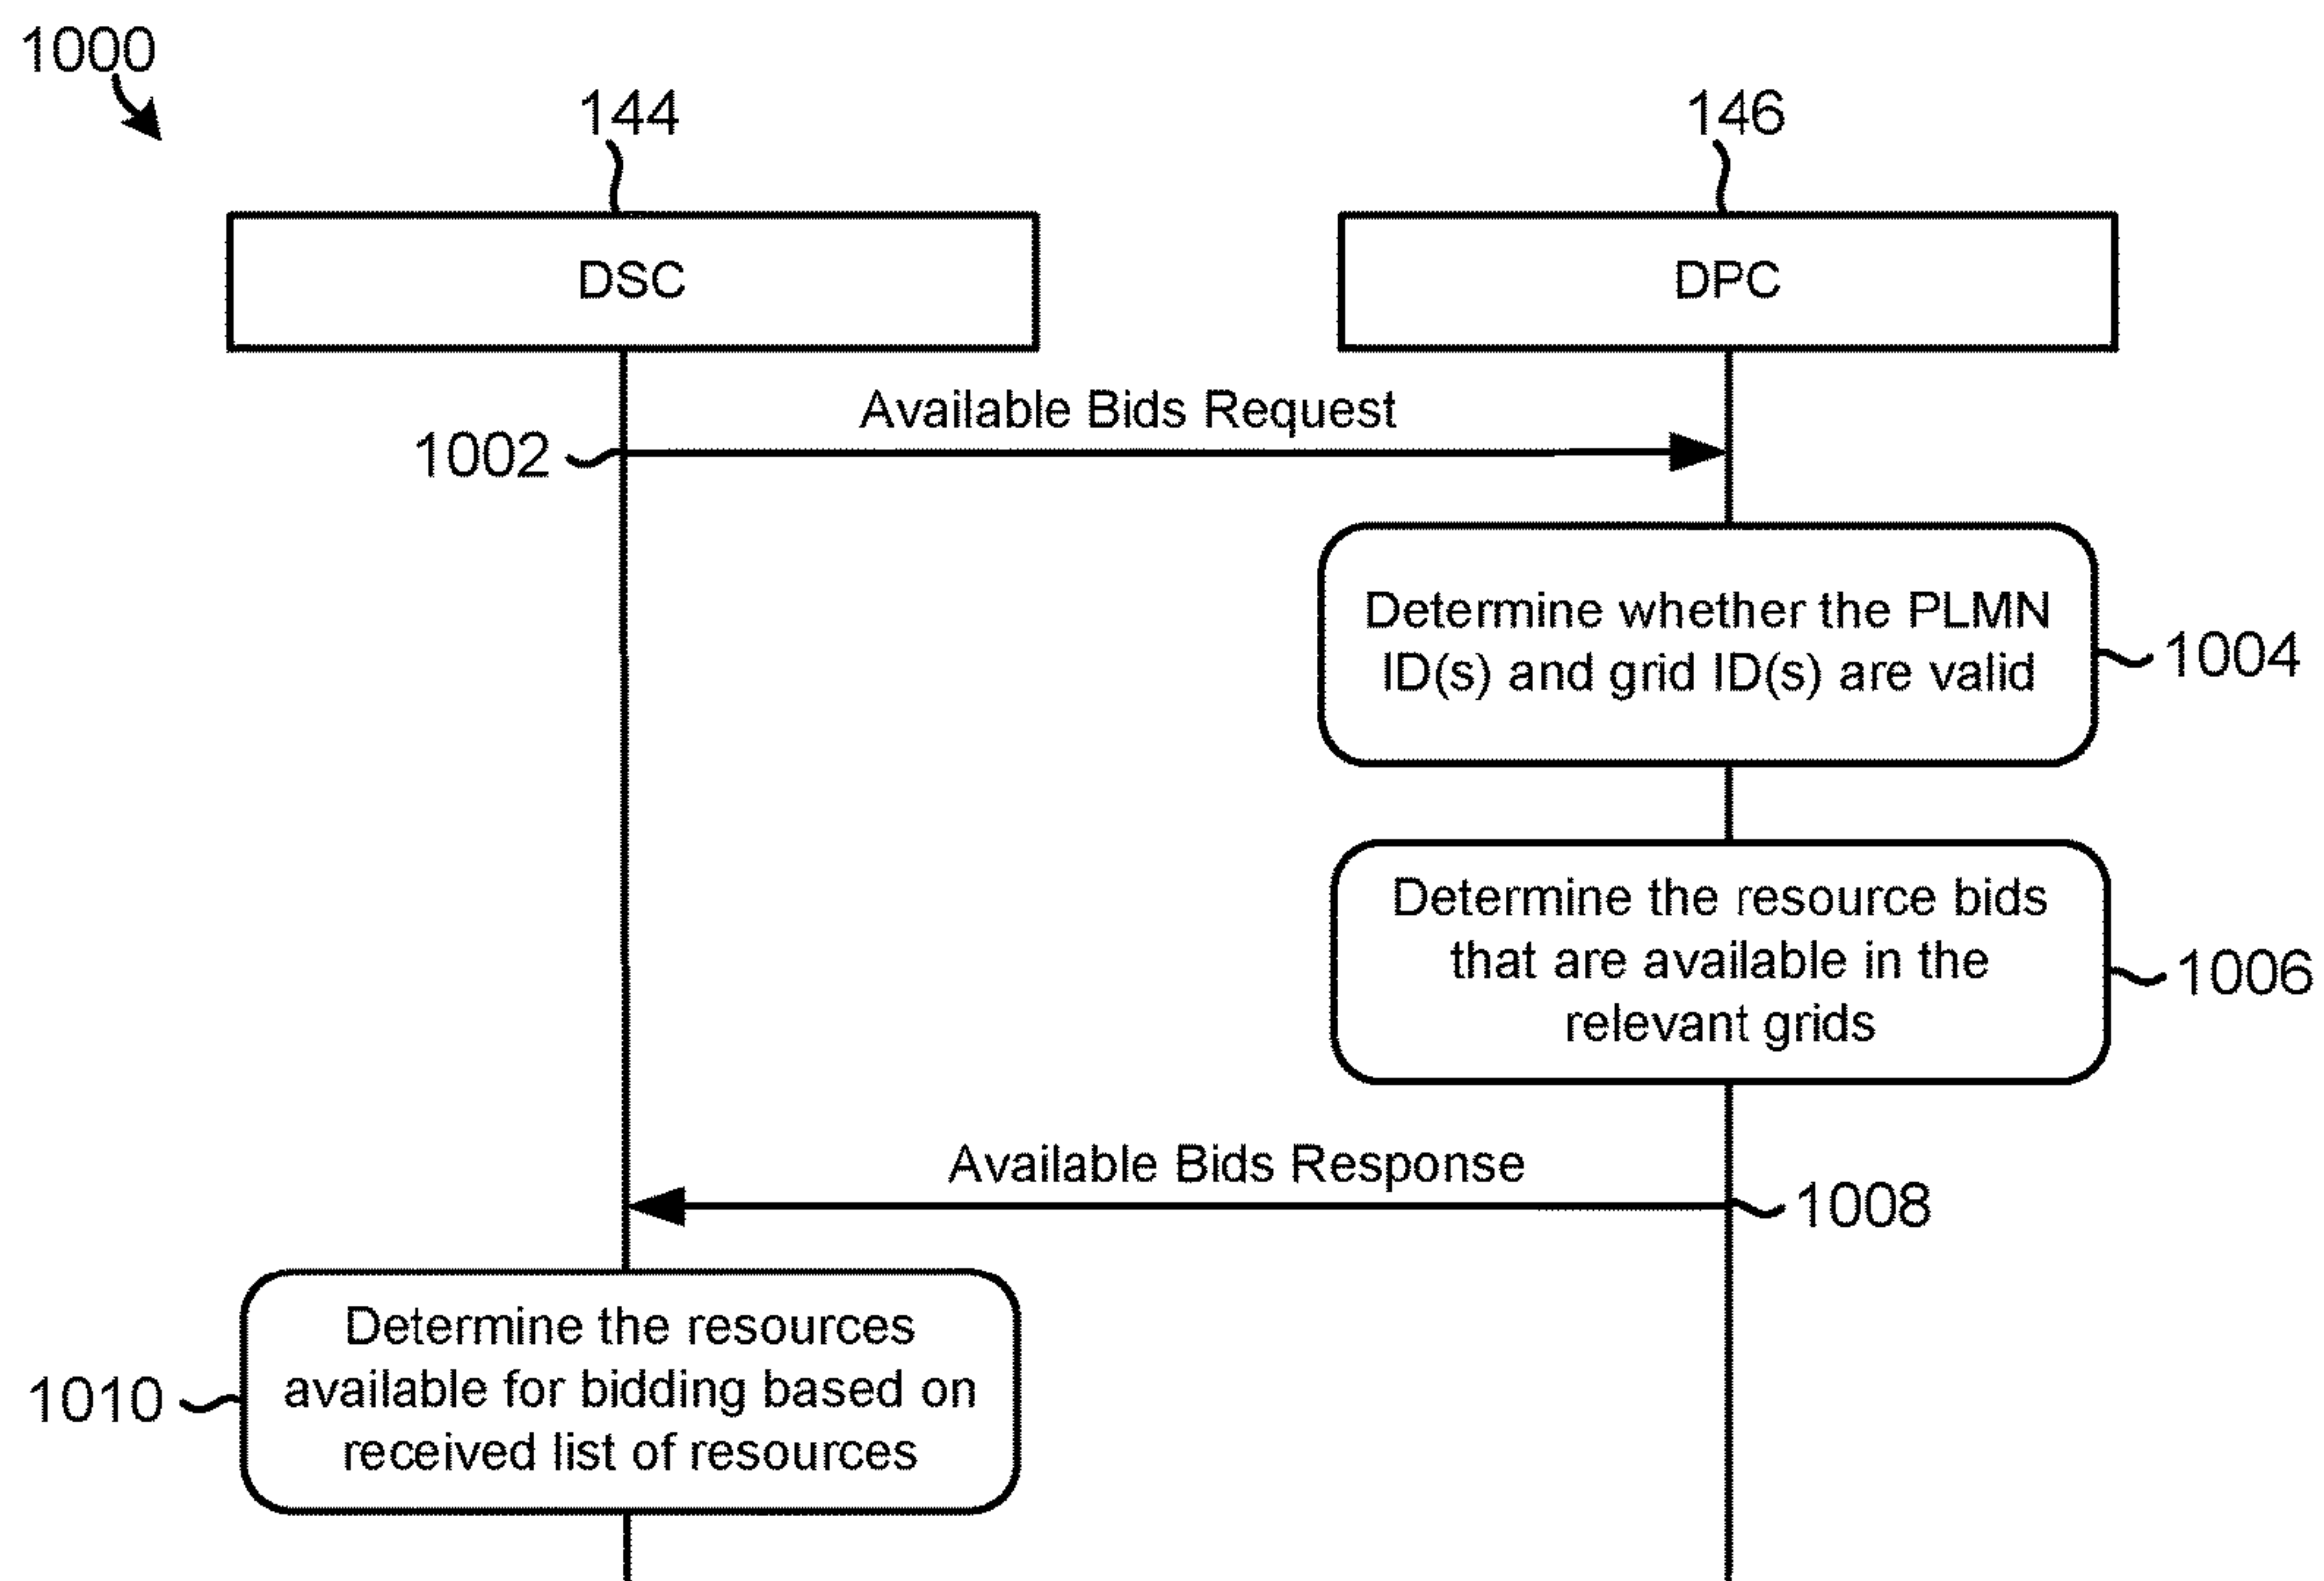 1000
144
146
DSC
DPC
Available Bids Request
1002
Determine whether the PLMN
ID(s) and grid ID(s) are valid
1004
Determine the resource bids
that are available in the
relevant grids
1006
Available Bids Response
1008
Determine the resources
available for bidding based on
received list of resources
1010